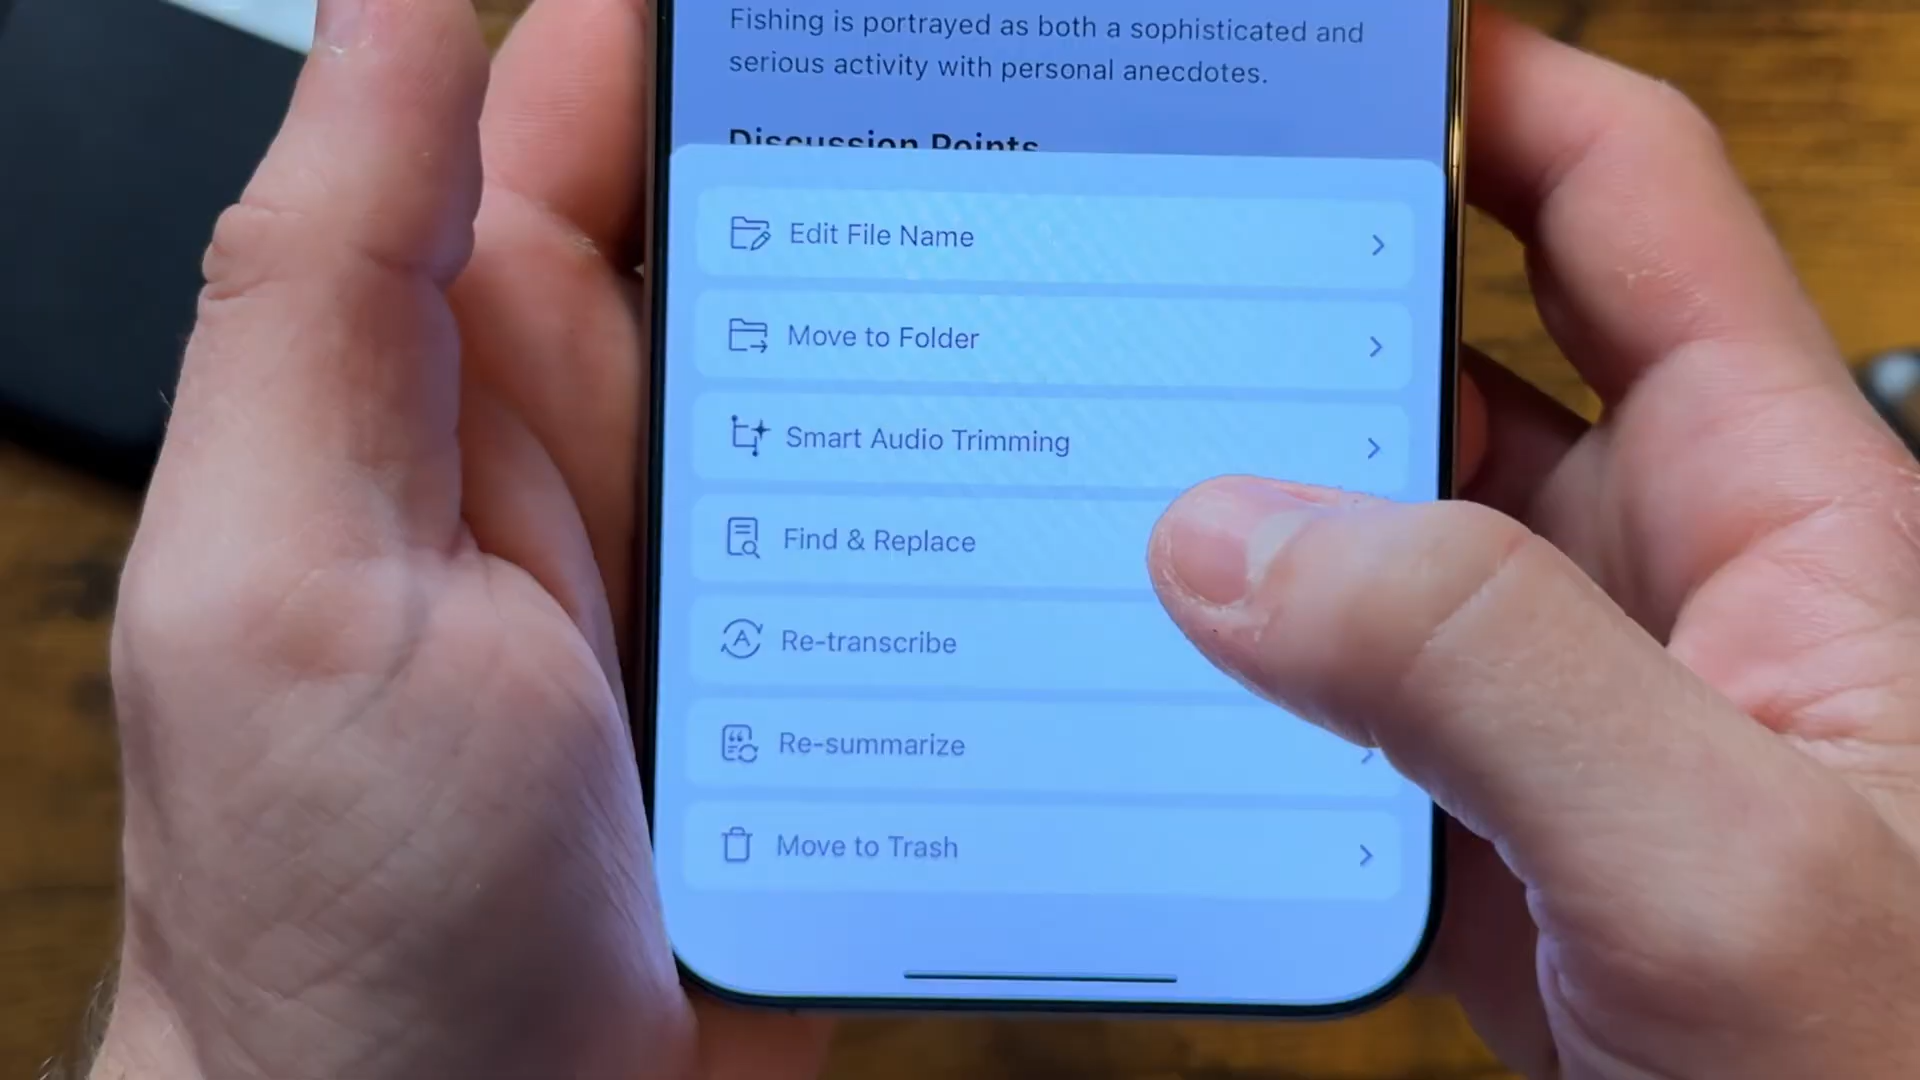 Fishing is portrayed as both a sophisticated and
serious activity with personal anecdotes.
Discussion Points
Edit File Name
Move to Folder
Smart Audio Trimming
Find & Replace
Re-transcribe
Re-summarize
Move to Trash